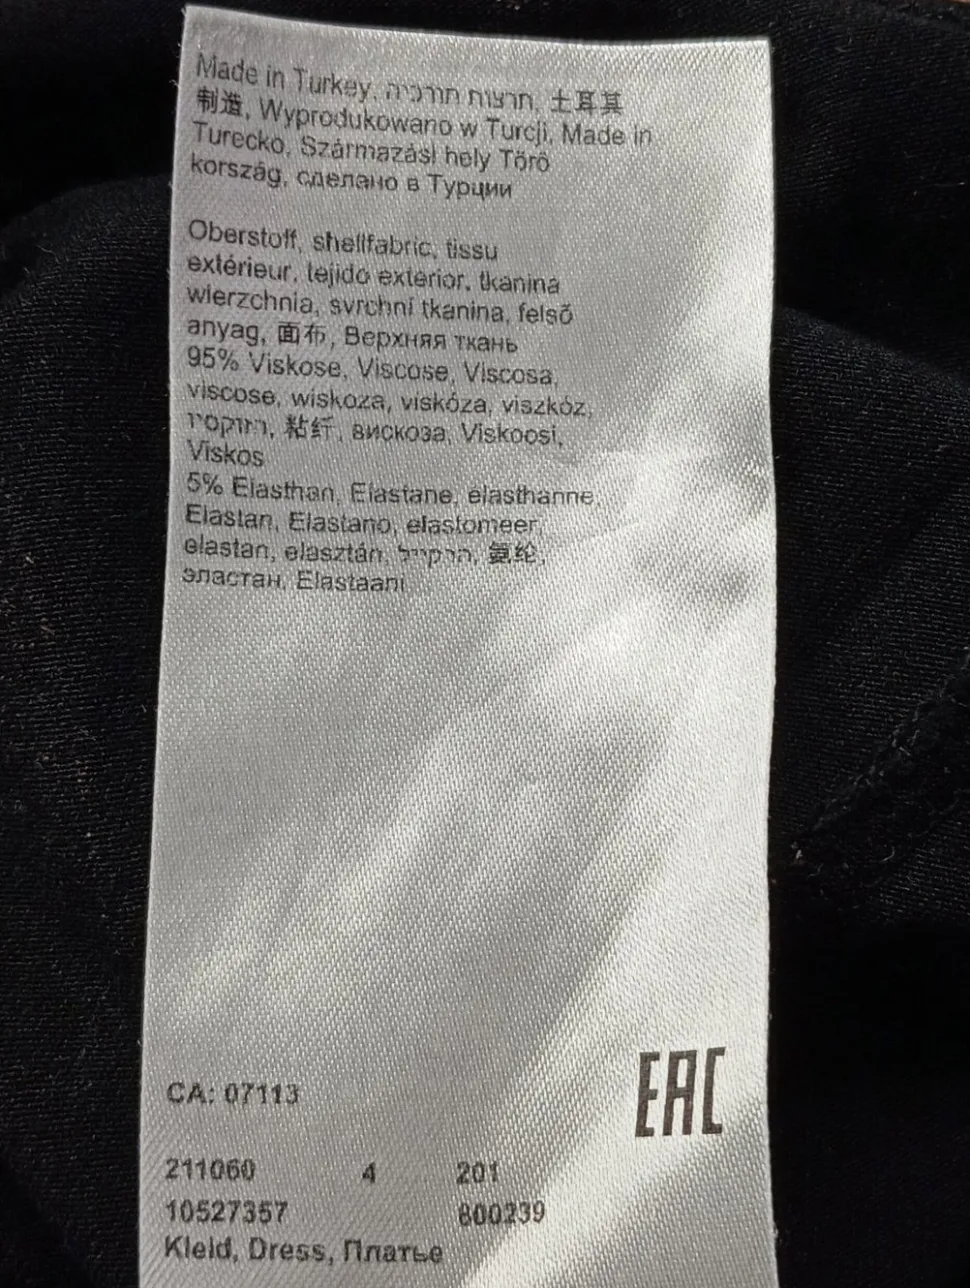 Made in Turkey, תוצרת תורכיה, 土耳其
制造, Wyprodukowano w Turcji, Made in
Turecko, Származási hely Törö
kország, сделано в Турции
Oberstoff, shellfabric, tissu
extérieur, tejido exterior, tkanina
wierzchnia, svrchní tkanina, felső
anyag, 面布, Верхняя ткань
95% Viskose, Viscose, Viscosa,
viscose, wiskoza, viskóza, viszkóz,
粘纤, вискоза, Viskoosi,
Viskos
5% Elasthan, Elastane, élasthanne,
Elastan, Elastano, elastomeer,
elastan, elasztán, 氨纶,
эластан, Elastaani
EAC
CA: 07113
211060 4 201
10527357 800239
Kleid, Dress, Платье